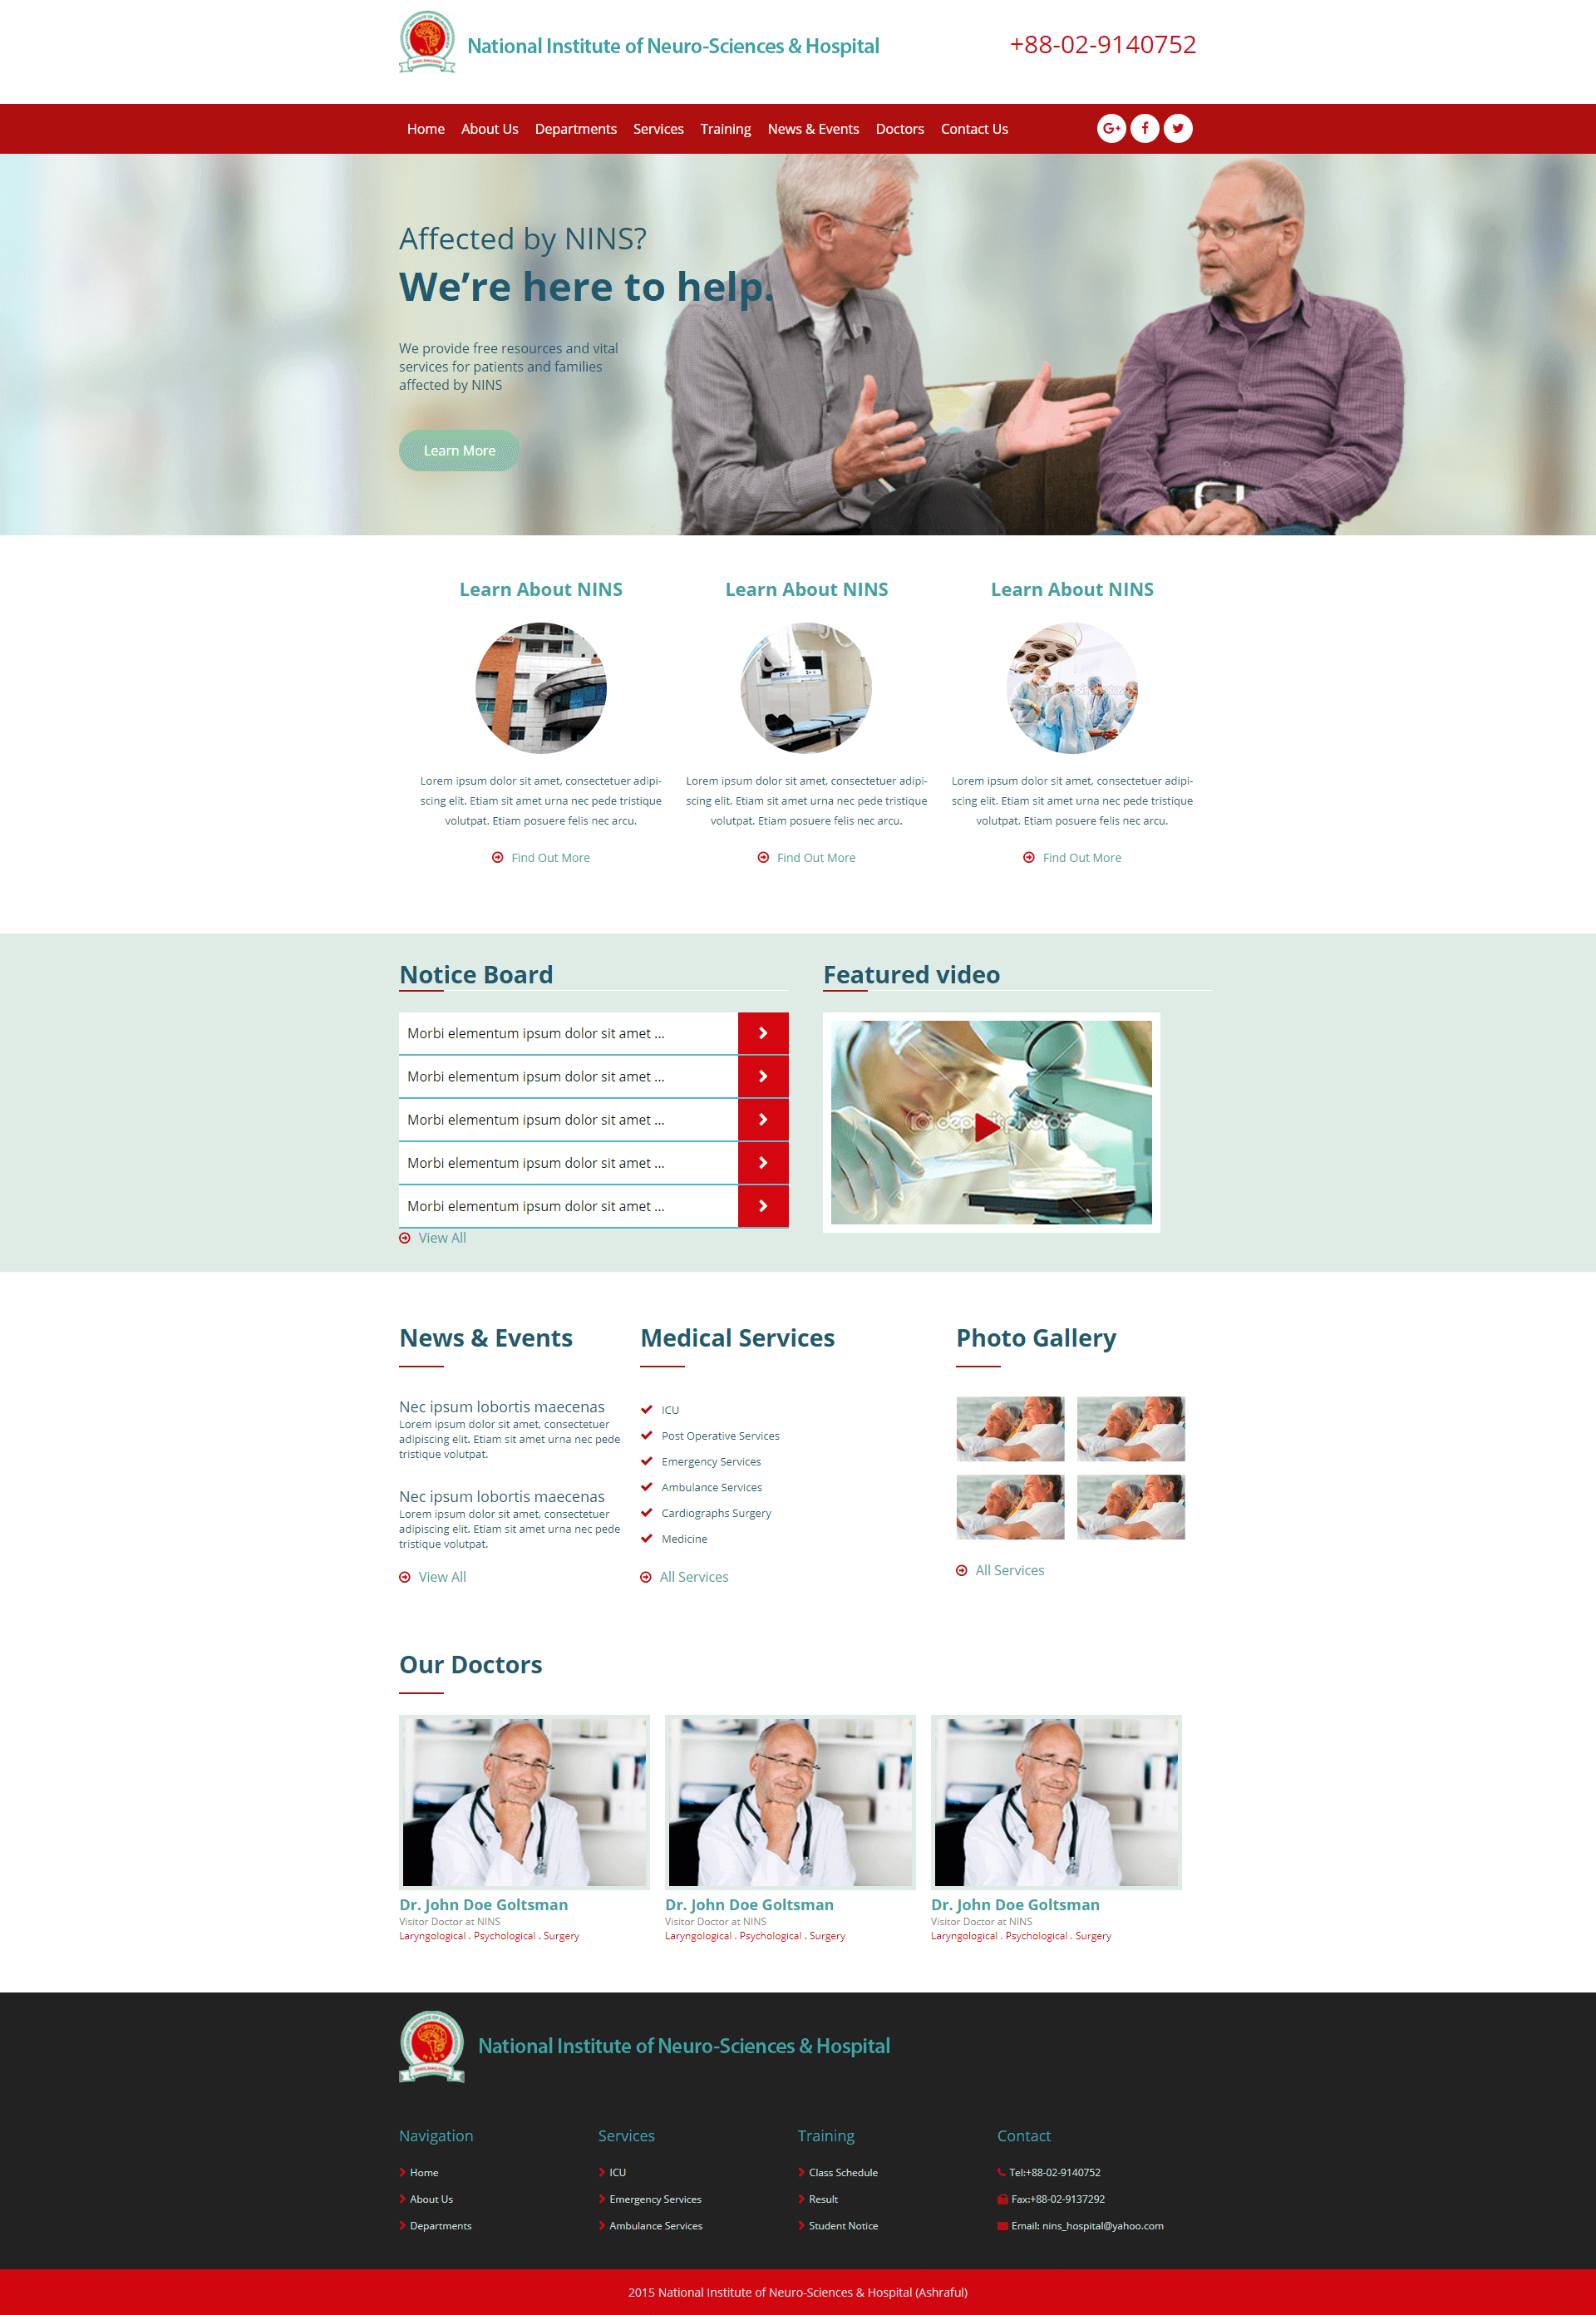 National Institute of Neuro-Sciences & Hospital
+88-02-9140752
Home About Us Departments Services Training News & Events Doctors Contact Us
Affected by NINS?
We're here to help.
We provide free resources and vital
services for patients and families
affected by NINS
Learn More
Learn About NINS
Learn About NINS
Learn About NINS
Lorem ipsum dolor sit amet, consectetuer adipi-
scing elit. Etiam sit amet urna nec pede tristique
volutpat. Etiam posuere felis nec arcu.
Find Out More
Lorem ipsum dolor sit amet, consectetuer adipi-
scing elit. Etiam sit amet urna nec pede tristique
volutpat. Etiam posuere felis nec arcu.
Find Out More
Lorem ipsum dolor sit amet, consectetuer adipi-
scing elit. Etiam sit amet urna nec pede tristique
volutpat. Etiam posuere felis nec arcu.
Find Out More
Notice Board
Morbi elementum ipsum dolor sit amet ...
Morbi elementum ipsum dolor sit amet ...
Morbi elementum ipsum dolor sit amet ...
Morbi elementum ipsum dolor sit amet ...
Morbi elementum ipsum dolor sit amet ...
View All
Featured video
depositphotos
News & Events
Nec ipsum lobortis maecenas
Lorem ipsum dolor sit amet, consectetuer
adipiscing elit. Etiam sit amet urna nec pede
tristique volutpat.
Nec ipsum lobortis maecenas
Lorem ipsum dolor sit amet, consectetuer
adipiscing elit. Etiam sit amet urna nec pede
tristique volutpat.
View All
Medical Services
ICU
Post Operative Services
Emergency Services
Ambulance Services
Cardiographs Surgery
Medicine
All Services
Photo Gallery
All Services
Our Doctors
Dr. John Doe Goltsman
Visitor Doctor at NINS
Laryngological . Psychological . Surgery
Dr. John Doe Goltsman
Visitor Doctor at NINS
Laryngological . Psychological . Surgery
Dr. John Doe Goltsman
Visitor Doctor at NINS
Laryngological . Psychological . Surgery
National Institute of Neuro-Sciences & Hospital
Navigation
Home
About Us
Departments
Services
ICU
Emergency Services
Ambulance Services
Training
Class Schedule
Result
Student Notice
Contact
Tel:+88-02-9140752
Fax:+88-02-9137292
Email: nins_hospital@yahoo.com
2015 National Institute of Neuro-Sciences & Hospital (Ashraful)